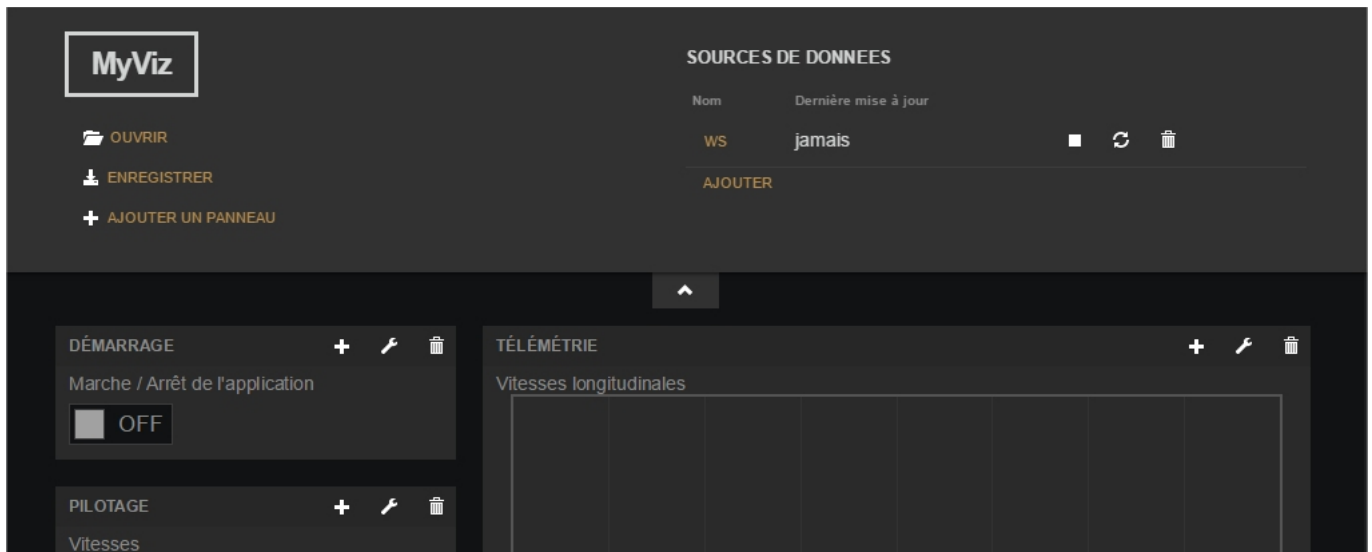 MyViz
OUVRIR
ENREGISTRER
AJOUTER UN PANNEAU
SOURCES DE DONNEES
Nom Dernière mise à jour
ws jamais
AJOUTER
DÉMARRAGE
Marche / Arrêt de l'application
OFF
PILOTAGE
Vitesses
TÉLÉMÉTRIE
Vitesses longitudinales